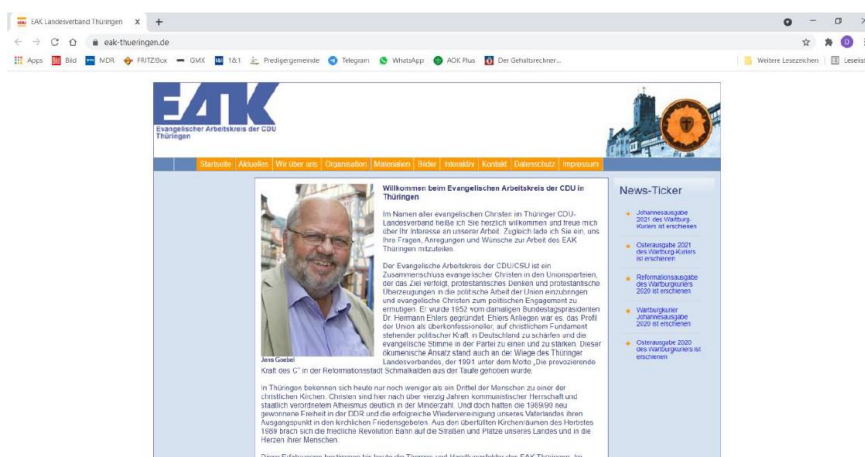 EAK Landesverband Thüringen
eak-thueringen.de
Apps Bild MDR FRITZ!Box GMX 1&1 Predigergemeinde Telegram WhatsApp AOK Plus Der Gehaltsrechner... Weitere Lesezeichen Leselist
EAK
Evangelischer Arbeitskreis der CDU
Thüringen
Startseite Aktuelles Wir über uns Organisation Materialien Bilder Interaktiv Kontakt Datenschutz Impressum
Willkommen beim Evangelischen Arbeitskreis der CDU in
Thüringen
Im Namen aller evangelischen Christen im Thüringer CDU-
Landesverband heiße ich Sie herzlich willkommen und freue mich
über Ihr Interesse an unserer Arbeit. Zugleich lade ich Sie ein, uns
Ihre Fragen, Anregungen und Wünsche zur Arbeit des EAK
Thüringen mitzuteilen.
Der Evangelische Arbeitskreis der CDU/CSU ist ein
Zusammenschluss evangelischer Christen in den Unionsparteien,
der das Ziel verfolgt, protestantisches Denken und protestantische
Überzeugungen in die politische Arbeit der Union einzubringen
und evangelische Christen zum politischen Engagement zu
ermutigen. Er wurde 1952 vom damaligen Bundestagspräsidenten
Dr. Hermann Ehlers gegründet. Ehlers Anliegen war es, das Profil
der Union als überkonfessioneller, auf christlichem Fundament
stehender politischer Kraft in Deutschland zu schärfen und die
evangelische Stimme in der Partei zu einen und zu stärken. Dieser
ökumenische Ansatz stand auch an der Wiege des Thüringer
Jens Goebel
Landesverbandes, der 1991 unter dem Motto „Die provozierende
Kraft des C" in der Reformationsstadt Schmalkalden aus der Taufe gehoben wurde.
In Thüringen bekennen sich heute nur noch weniger als ein Drittel der Menschen zu einer der
christlichen Kirchen. Christen sind hier nach über vierzig Jahren kommunistischer Herrschaft und
staatlich verordnetem Atheismus deutlich in der Minderzahl. Und doch hatten die 1989/90 neu
gewonnene Freiheit in der DDR und die erfolgreiche Wiedervereinigung unseres Vaterlandes ihren
Ausgangspunkt in den kirchlichen Friedensgebeten. Aus den überfüllten Kirchenräumen des Herbstes
1989 brach sich die friedliche Revolution Bahn auf die Straßen und Plätze unseres Landes und in die
Herzen ihrer Menschen.
Diese Erfahrungen bestimmen bis heute die Themen und Handlungsfelder des EAK Thüringen. Im
News-Ticker
Johannesausgabe
2021 des Wartburg-
Kuriers ist erschienen
Osterausgabe 2021
des Wartburg-Kuriers
ist erschienen
Reformationsausgabe
des Wartburgkuriers
2020 ist erschienen
Wartburgkurier
Johannesausgabe
2020 ist erschienen
Osterausgabe 2020
des Wartburgkuriers ist
erschienen